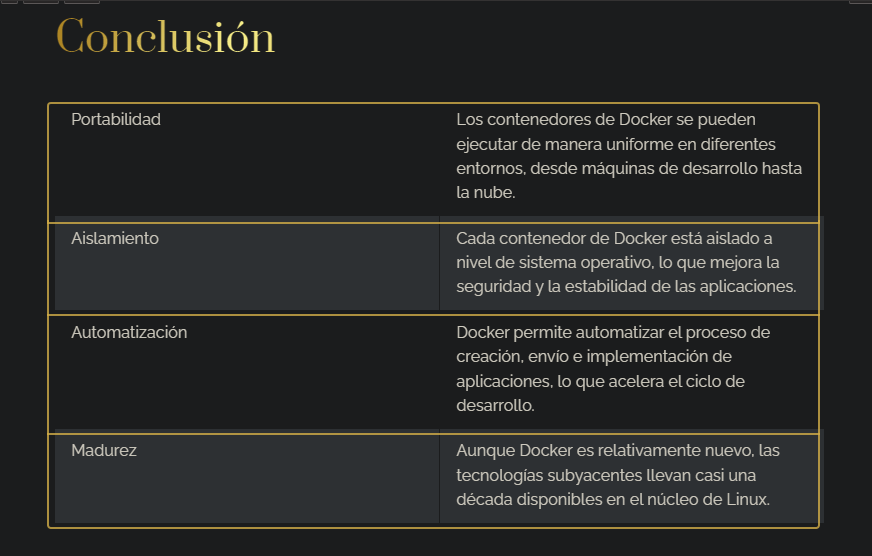 Conclusión
Portabilidad
Los contenedores de Docker se pueden
ejecutar de manera uniforme en diferentes
entornos, desde máquinas de desarrollo hasta
la nube.
Aislamiento
Cada contenedor de Docker está aislado a
nivel de sistema operativo, lo que mejora la
seguridad y la estabilidad de las aplicaciones.
Automatización
Docker permite automatizar el proceso de
creación, envío e implementación de
aplicaciones, lo que acelera el ciclo de
desarrollo.
Madurez
Aunque Docker es relativamente nuevo, las
tecnologías subyacentes llevan casi una
década disponibles en el núcleo de Linux.